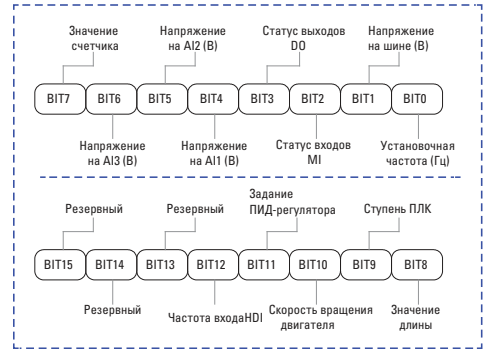 Значение
счетчика
Напряжение
на AI2 (В)
Статус выходов
DO
Напряжение
на шине (В)
BIT7
BIT6
BIT5
BIT4
BIT3
BIT2
BIT1
BIT0
Напряжение
на AI3 (В)
Напряжение
на AI1 (В)
Статус входов
MI
Установочная
частота (Гц)
Резервный
Резервный
Задание
ПИД-регулятора
Ступень ПЛК
BIT15
BIT14
BIT13
BIT12
BIT11
BIT10
BIT9
BIT8
Резервный
Частота входаHDI
Скорость вращения
двигателя
Значение
длины